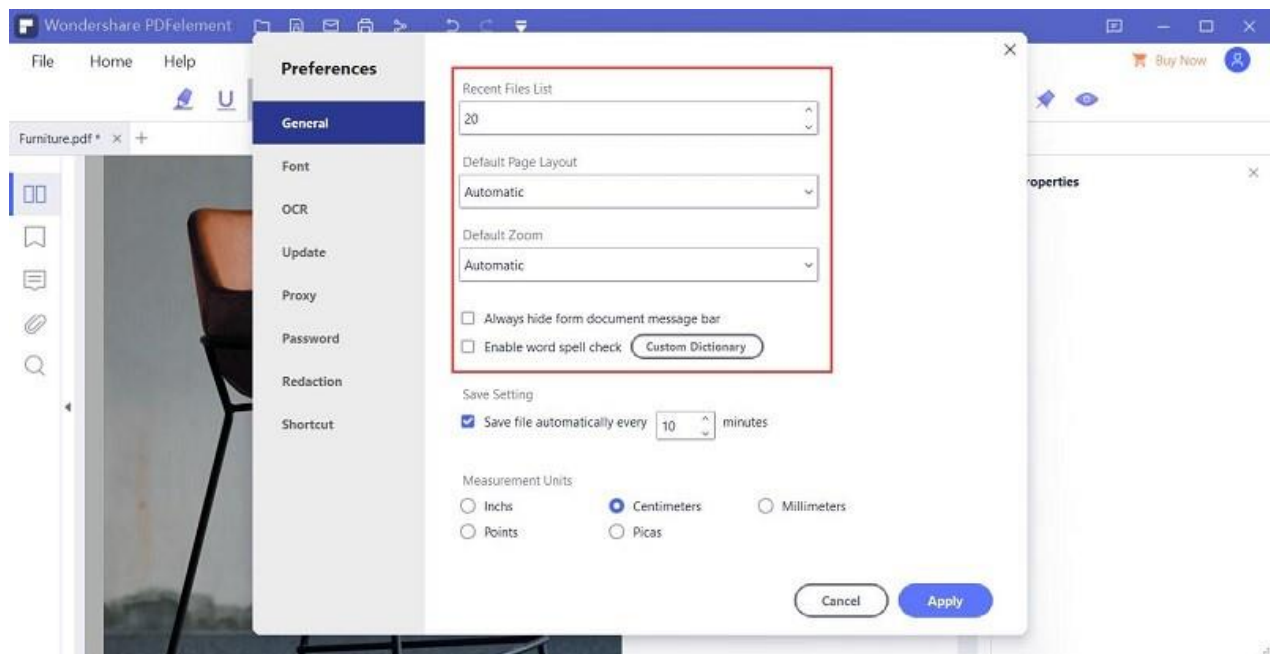 Wondershare PDFelement
File Home Help
Buy Now
Furniture.pdf * × +
Preferences
General
Font
OCR
Update
Proxy
Password
Redaction
Shortcut
Recent Files List
20
Default Page Layout
Automatic
Default Zoom
Automatic
Always hide form document message bar
Enable word spell check Custom Dictionary
Save Setting
Save file automatically every 10 minutes
Measurement Units
Inchs Centimeters Millimeters
Points Picas
Cancel Apply
roperties